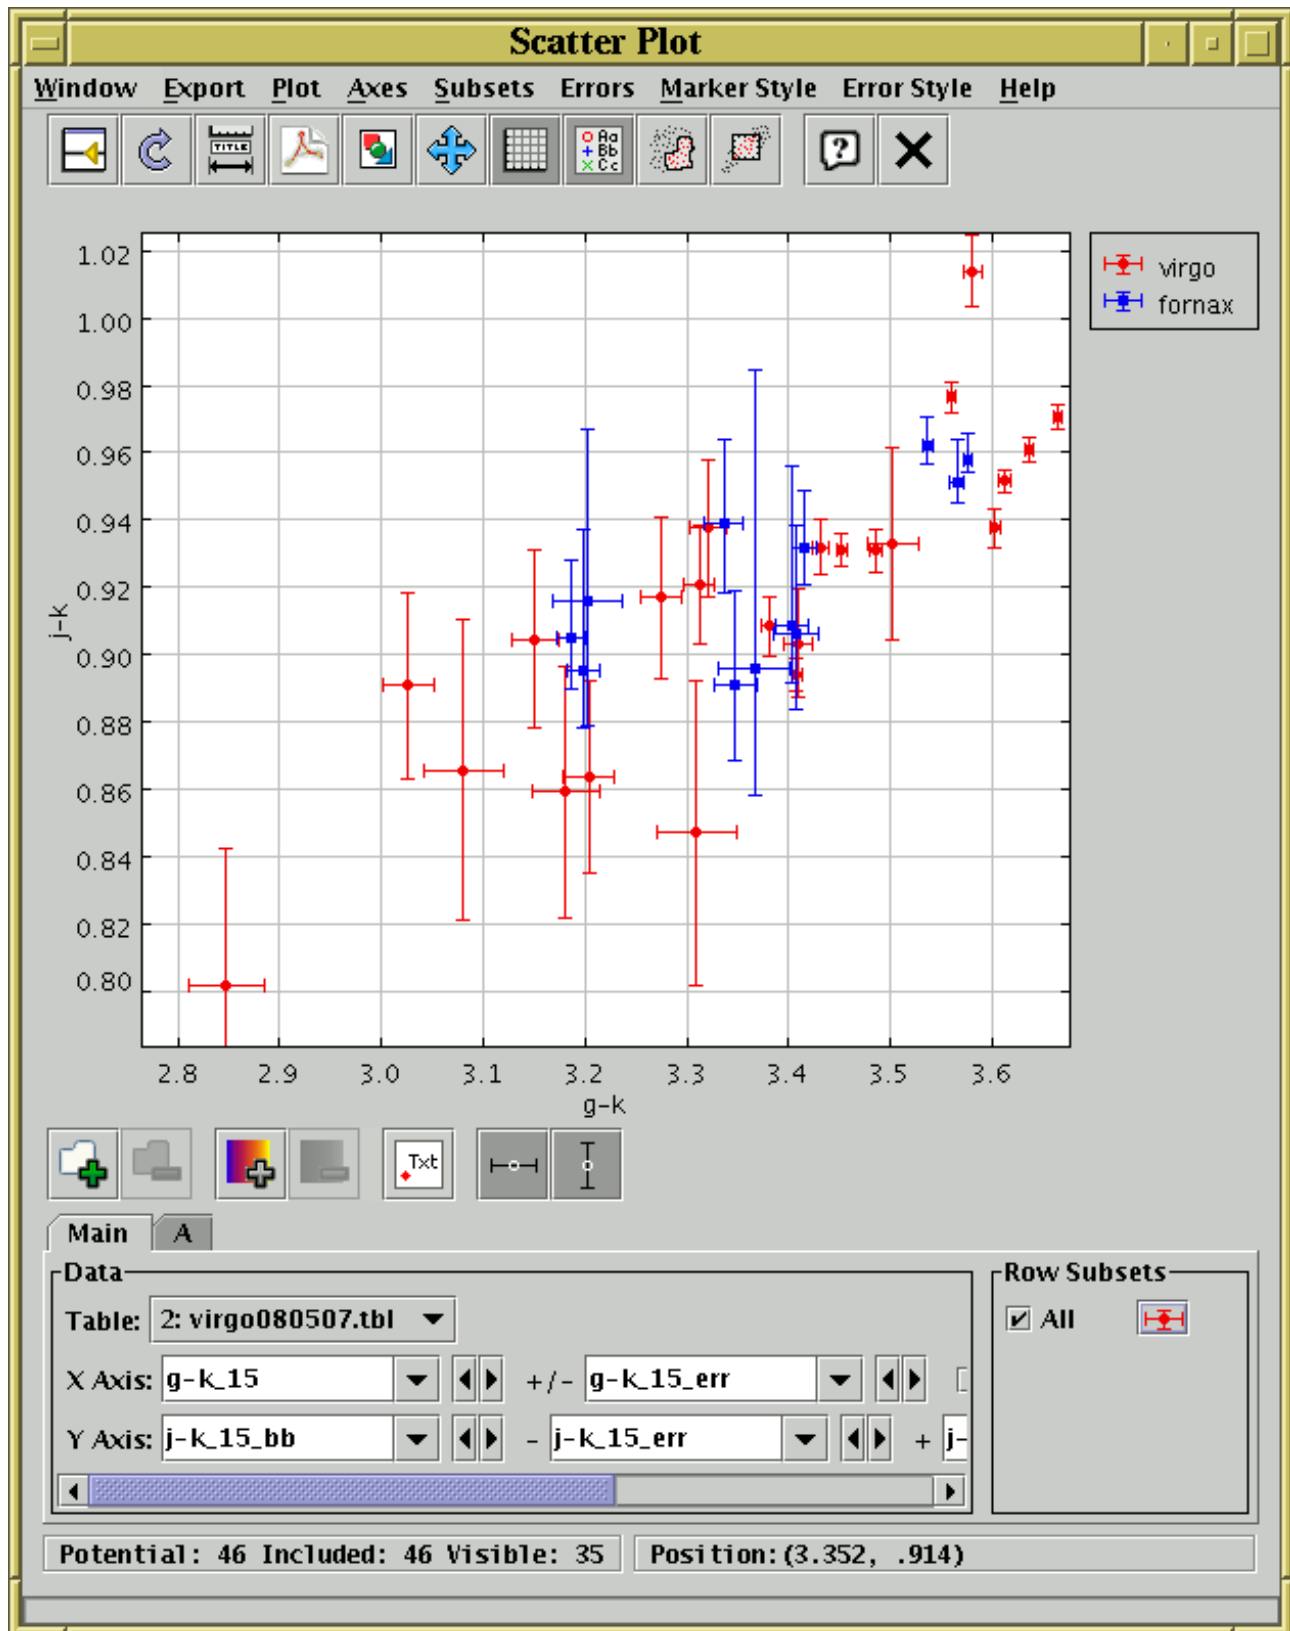 Scatter Plot
Window Export Plot Axes Subsets Errors Marker Style Error Style Help
TITLE
Aa
Bb
Cc
?
1.02
1.00
0.98
0.96
0.94
0.92
0.90
0.88
0.86
0.84
0.82
0.80
j-k
virgo
fornax
2.8 2.9 3.0 3.1 3.2 3.3 3.4 3.5 3.6
g-k
Txt
Main A
Data
Row Subsets
Table: 2: virgo080507.tbl
All
X Axis: g-k_15 +/- g-k_15_err
Y Axis: j-k_15_bb - j-k_15_err + j-
Potential: 46 Included: 46 Visible: 35 Position:(3.352, .914)